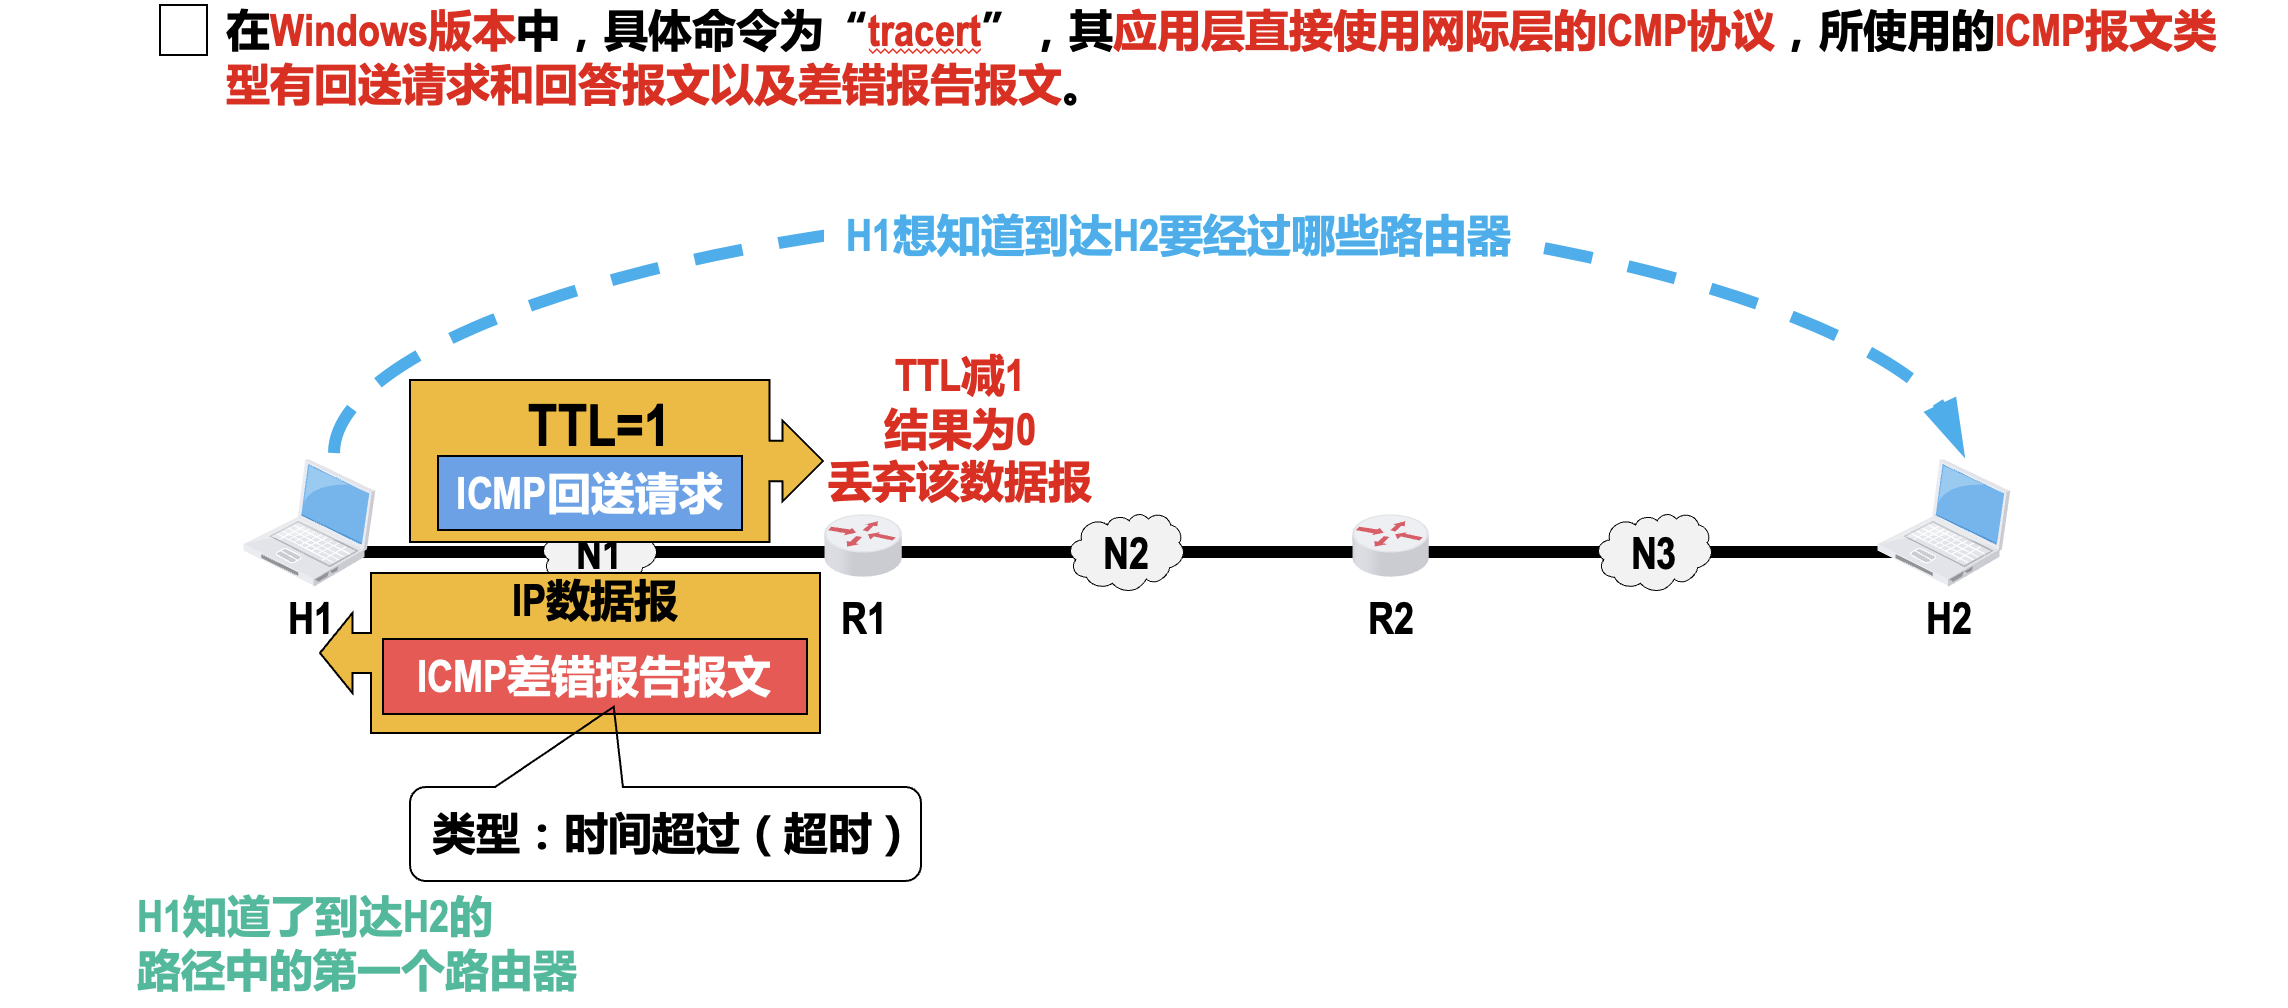 在Windows版本中，具体命令为“tracert”，其应用层直接使用网际层的ICMP协议，所使用的ICMP报文类
型有回送请求和回答报文以及差错报告报文。
H1想知道到达H2要经过哪些路由器
TTL减1
结果为0
丢弃该数据报
TTL=1
ICMP回送请求
N1
N2
N3
IP数据报
H1
R1
R2
H2
ICMP差错报告报文
类型：时间超过（超时）
H1知道了到达H2的
路径中的第一个路由器